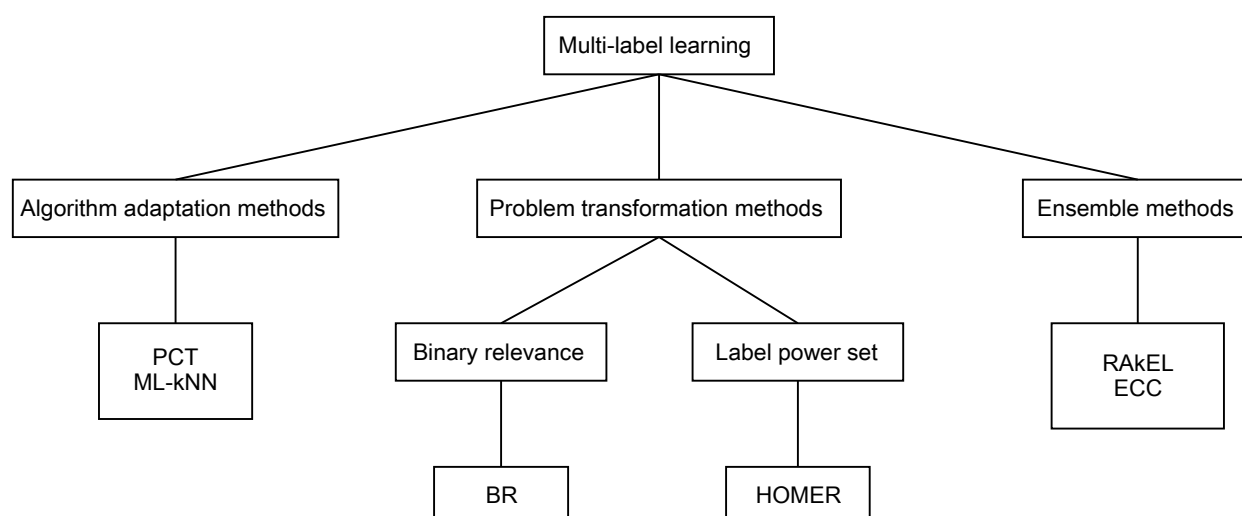 Multi-label learning
Algorithm adaptation methods
Problem transformation methods
Ensemble methods
PCT
ML-kNN
Binary relevance
Label power set
RAkEL
ECC
BR
HOMER